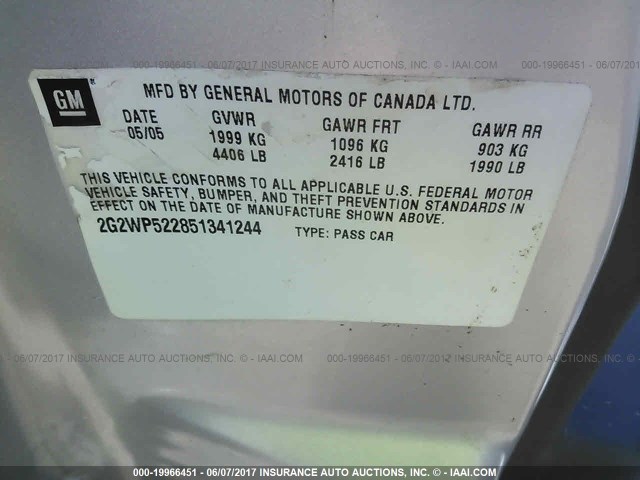 000-19966451 - 06/07/2017 INSURANCE AUTO AUCTIONS, INC. © - IAAI.COM
GM
MFD BY GENERAL MOTORS OF CANADA LTD.
DATE GVWR GAWR FRT GAWR RR
05/05 1999 KG 1096 KG 903 KG
4406 LB 2416 LB 1990 LB
THIS VEHICLE CONFORMS TO ALL APPLICABLE U.S. FEDERAL MOTOR
VEHICLE SAFETY, BUMPER, AND THEFT PREVENTION STANDARDS IN
EFFECT ON THE DATE OF MANUFACTURE SHOWN ABOVE.
2G2WP522851341244 TYPE: PASS CAR
06/07/2017 INSURANCE AUTO AUCTIONS, INC. © - IAAI.COM
000-19966451 - 06/07/2017 INSURANCE AUTO AUCTIONS, INC. © - IAAI.COM
000-19966451 - 06/07/2017 INSURANCE AUTO AUCTIONS, INC. © - IAAI.COM